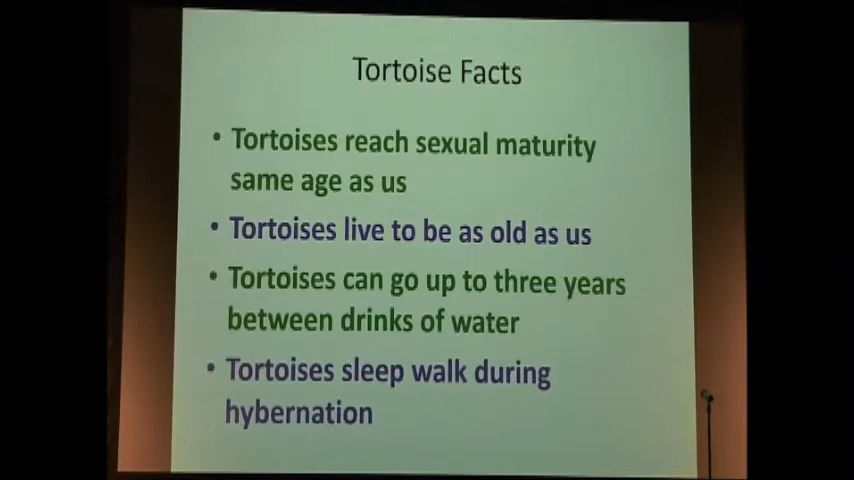 Tortoise Facts
• Tortoises reach sexual maturity
same age as us
• Tortoises live to be as old as us
• Tortoises can go up to three years
between drinks of water
• Tortoises sleep walk during
hybernation